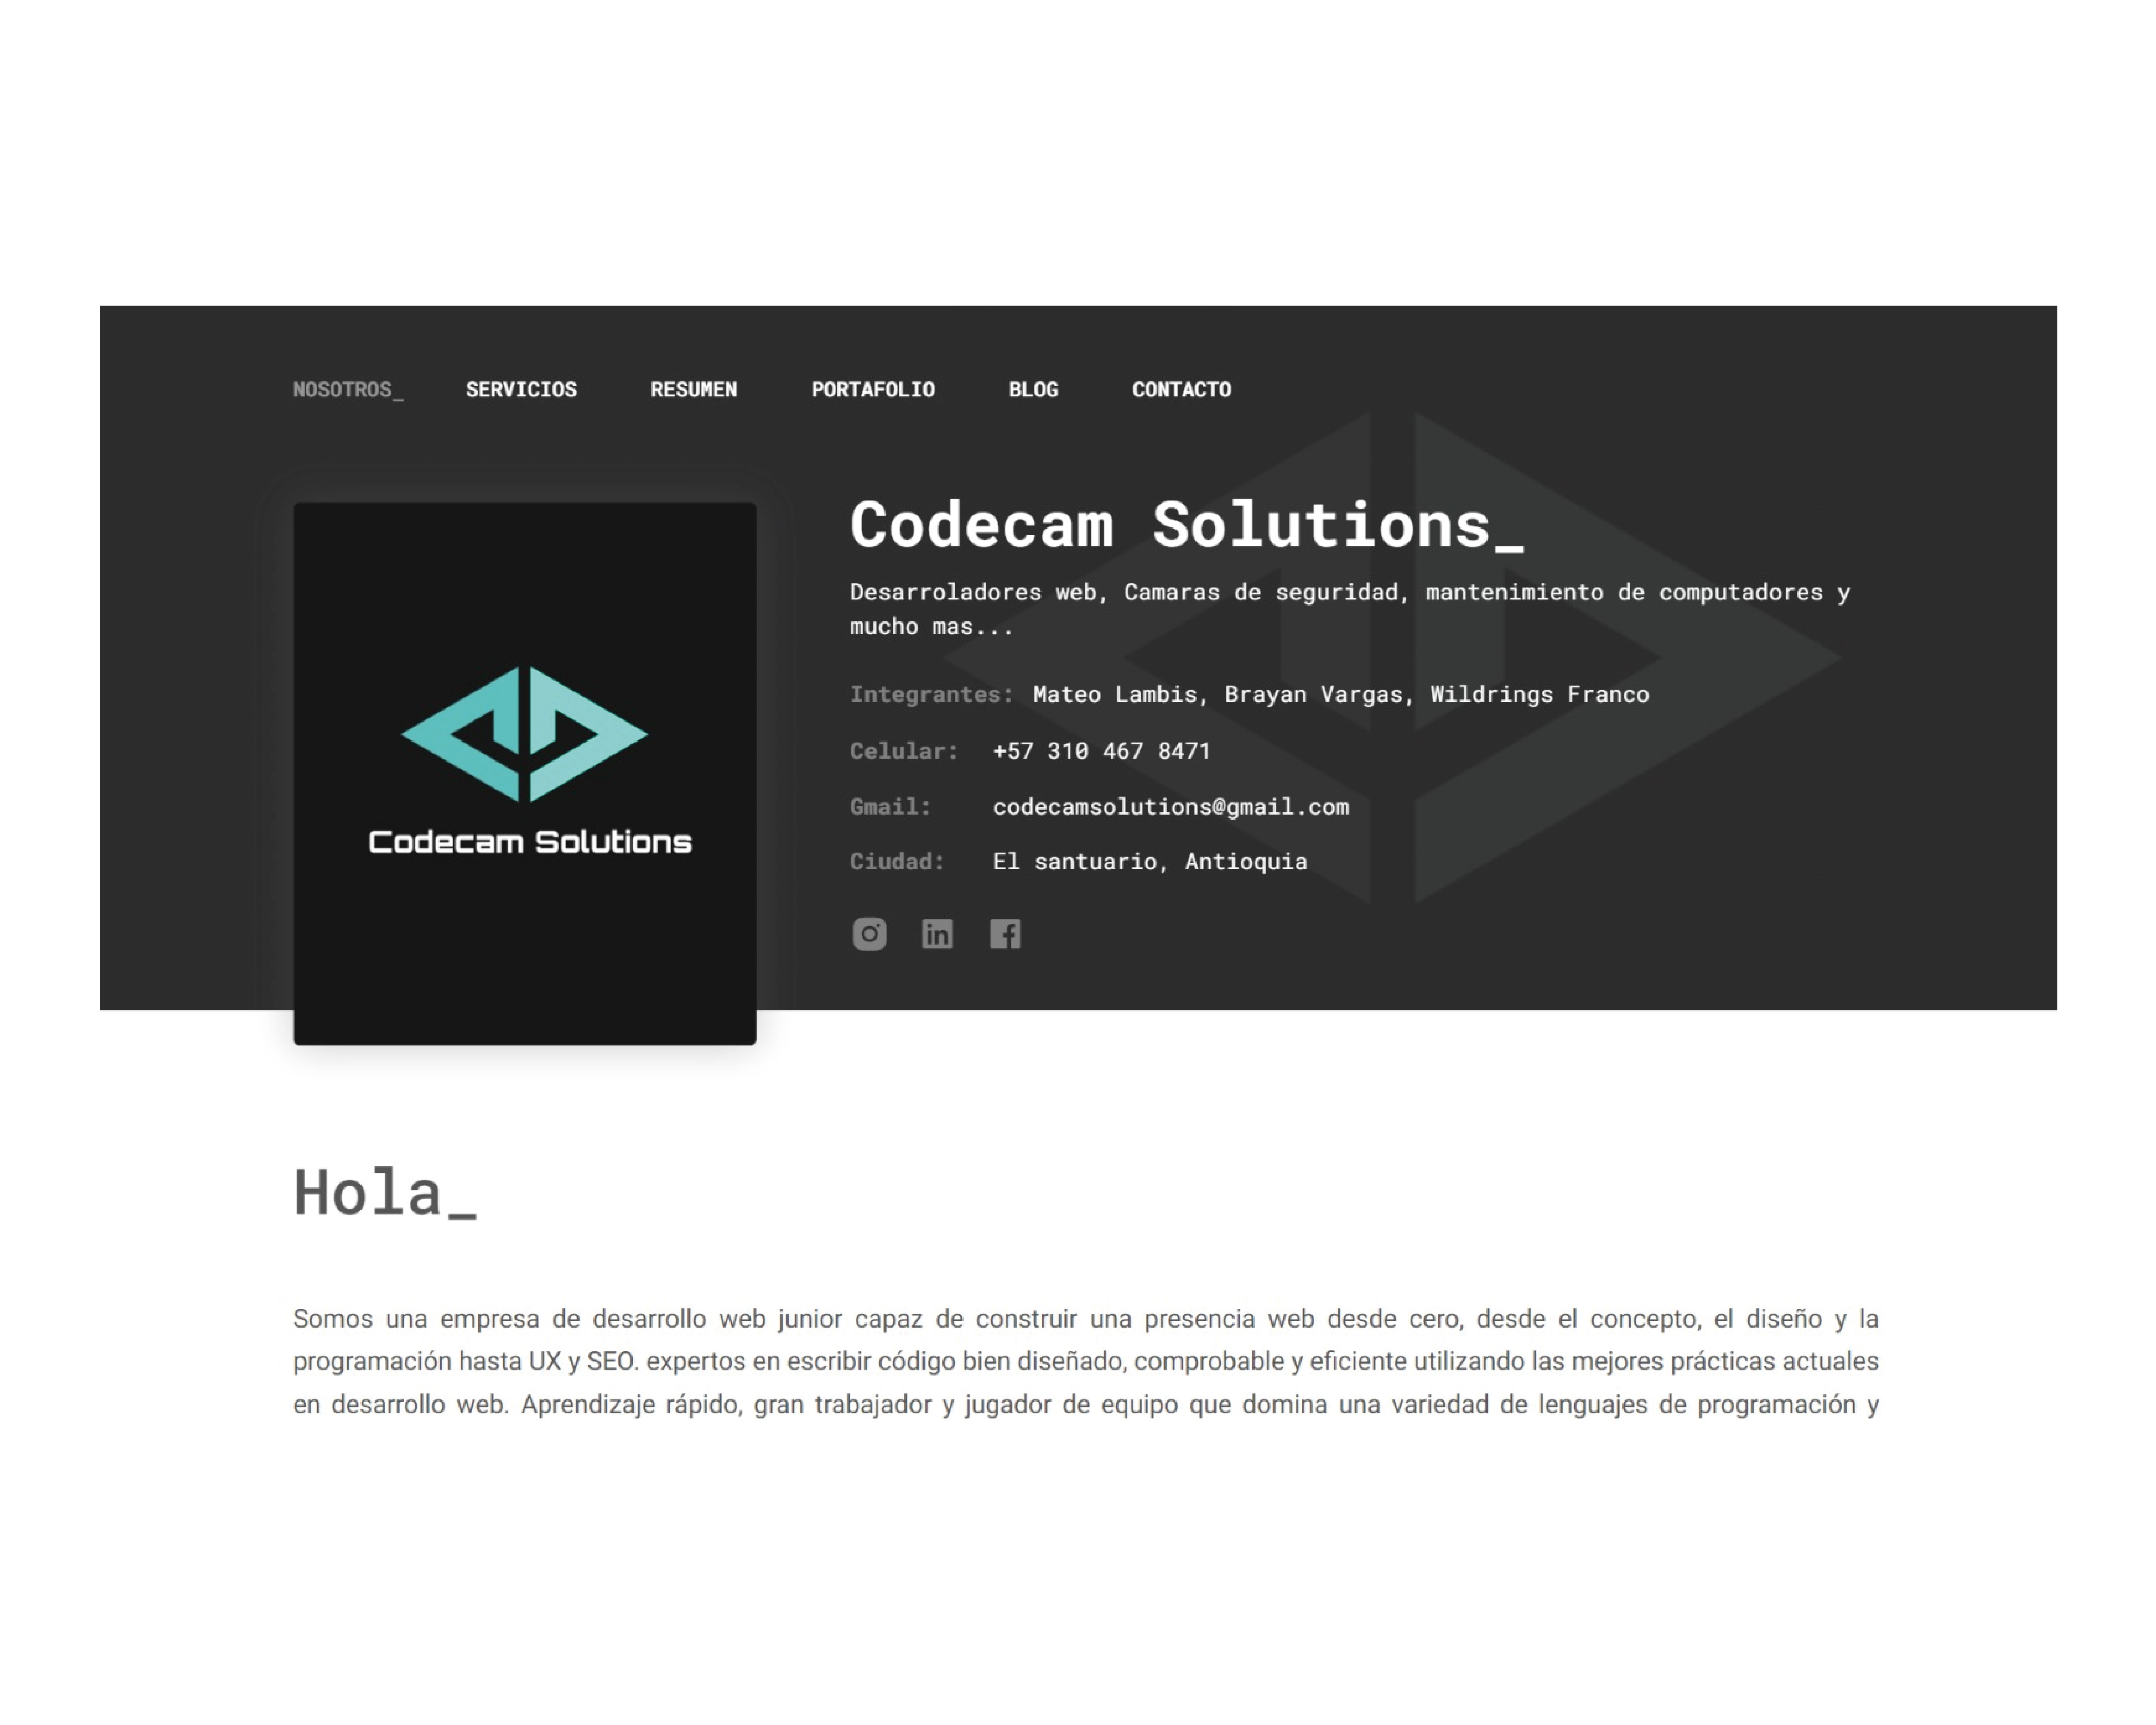 NOSOTROS_ SERVICIOS RESUMEN PORTAFOLIO BLOG CONTACTO
Codecam Solutions
Codecam Solutions_
Desarroladores web, Camaras de seguridad, mantenimiento de computadores y
mucho mas...
Integrantes: Mateo Lambis, Brayan Vargas, Wildrings Franco
Celular: +57 310 467 8471
Gmail: codecamsolutions@gmail.com
Ciudad: El santuario, Antioquia
in
Hola_
Somos una empresa de desarrollo web junior capaz de construir una presencia web desde cero, desde el concepto, el diseño y la
programación hasta UX y SEO. expertos en escribir código bien diseñado, comprobable y eficiente utilizando las mejores prácticas actuales
en desarrollo web. Aprendizaje rápido, gran trabajador y jugador de equipo que domina una variedad de lenguajes de programación y